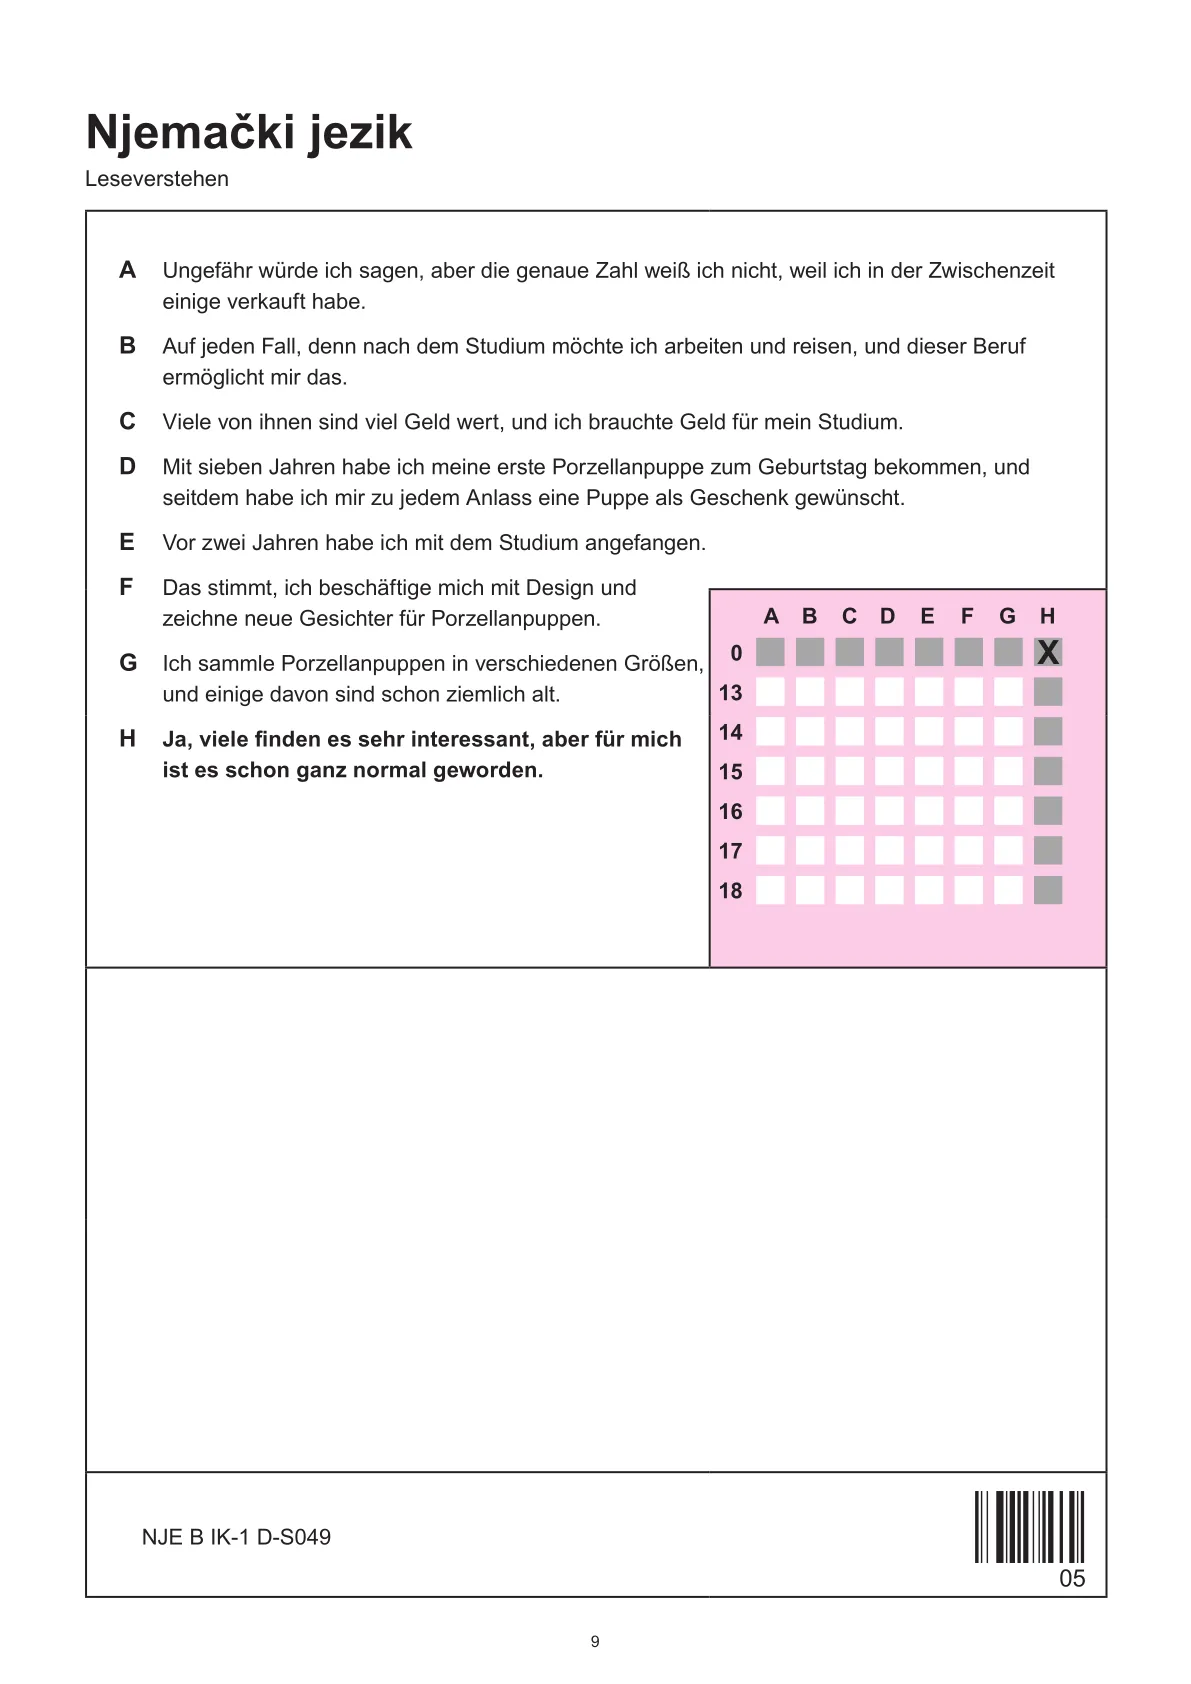 Njemački jezik
Leseverstehen
A Ungefähr würde ich sagen, aber die genaue Zahl weiß ich nicht, weil ich in der Zwischenzeit
einige verkauft habe.
B Auf jeden Fall, denn nach dem Studium möchte ich arbeiten und reisen, und dieser Beruf
ermöglicht mir das.
C Viele von ihnen sind viel Geld wert, und ich brauchte Geld für mein Studium.
D Mit sieben Jahren habe ich meine erste Porzellanpuppe zum Geburtstag bekommen, und
seitdem habe ich mir zu jedem Anlass eine Puppe als Geschenk gewünscht.
E Vor zwei Jahren habe ich mit dem Studium angefangen.
F Das stimmt, ich beschäftige mich mit Design und
zeichne neue Gesichter für Porzellanpuppen.
G Ich sammle Porzellanpuppen in verschiedenen Größen,
und einige davon sind schon ziemlich alt.
H Ja, viele finden es sehr interessant, aber für mich
ist es schon ganz normal geworden.
A B C D E F G H
0 X
13
14
15
16
17
18
NJE B IK-1 D-S049
05
9